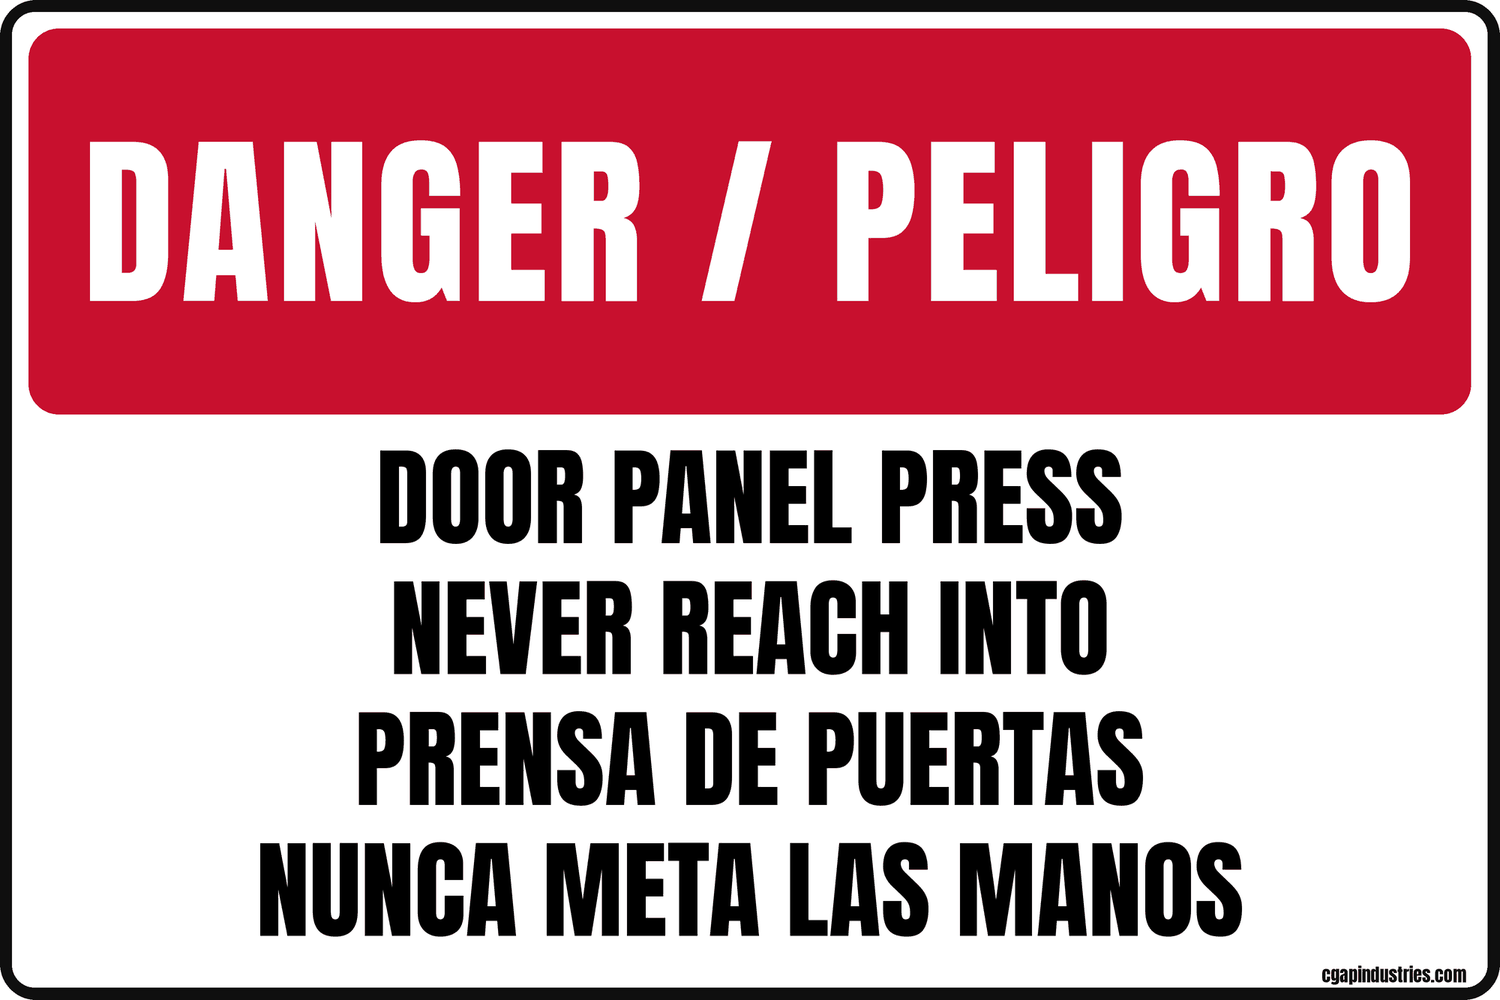 DANGER / PELIGRO
DOOR PANEL PRESS
NEVER REACH INTO
PRENSA DE PUERTAS
NUNCA META LAS MANOS
cgapindustries.com